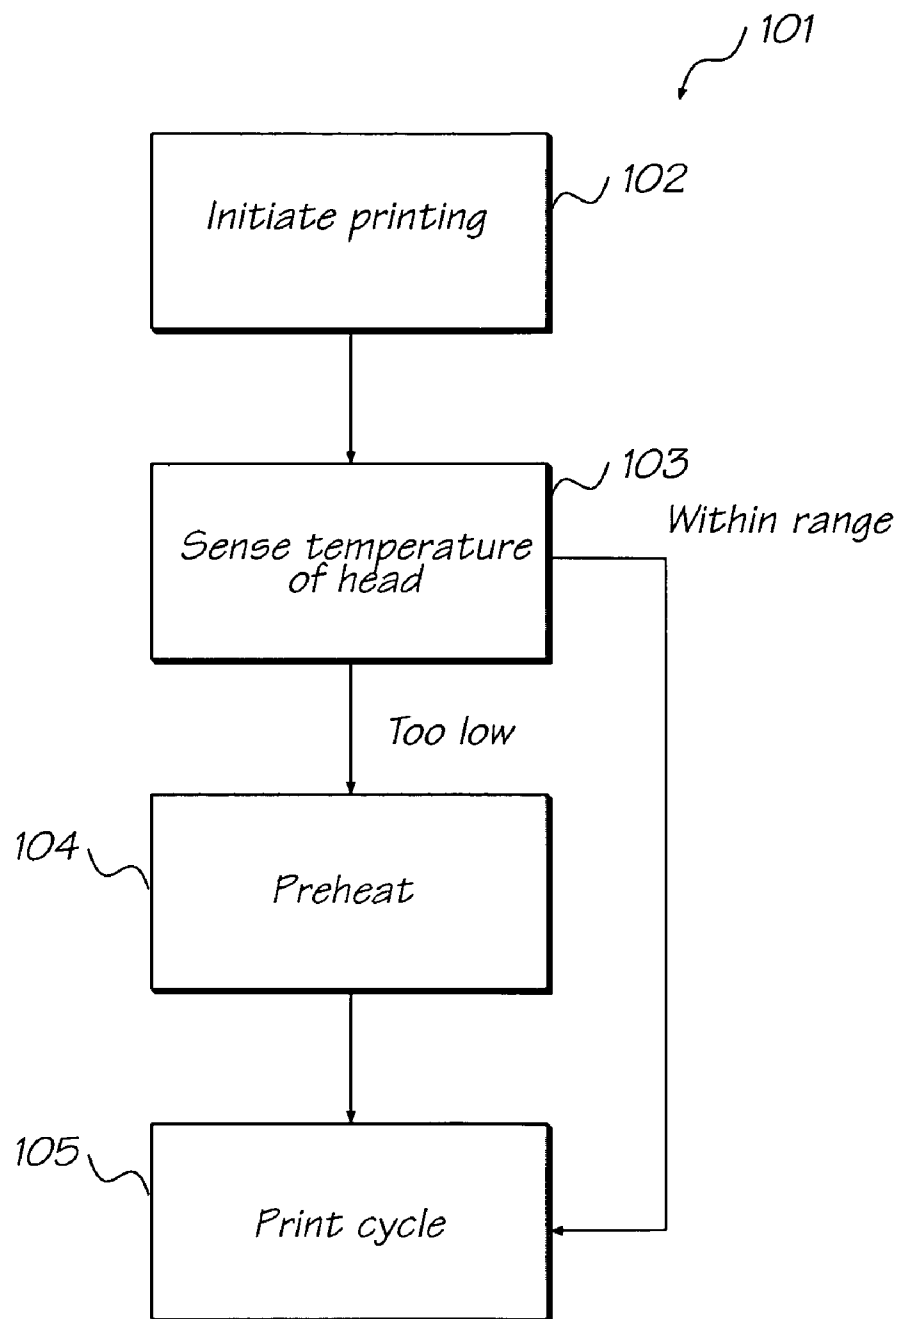 101
Initiate printing
102
103
Within range
Sense temperature
of head
Too low
104
Preheat
105
Print cycle